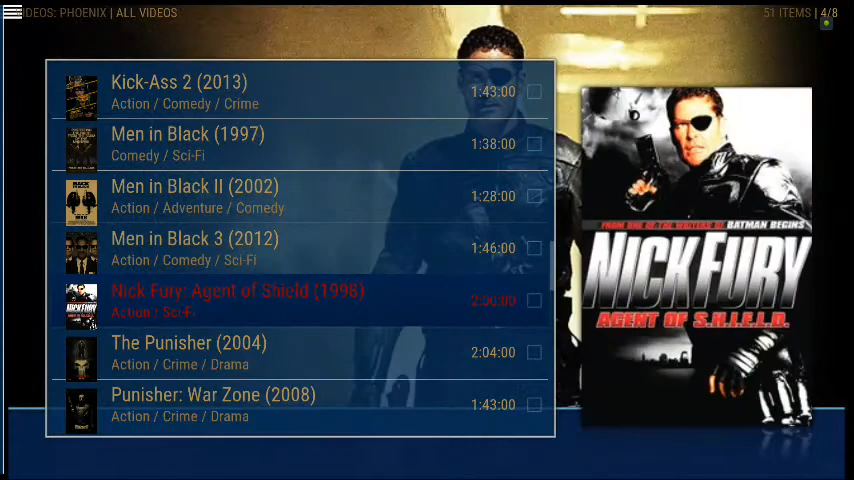 VIDEOS: PHOENIX | ALL VIDEOS
PM
51 ITEMS | 4/8
Kick-Ass 2 (2013)
Action / Comedy / Crime
1:43:00
Men in Black (1997)
Comedy / Sci-Fi
1:38:00
Men in Black II (2002)
Action / Adventure / Comedy
1:28:00
Men in Black 3 (2012)
Action / Comedy / Sci-Fi
1:46:00
Nick Fury: Agent of Shield (1998)
Action / Sci-Fi
2:00:00
The Punisher (2004)
Action / Crime / Drama
2:04:00
Punisher: War Zone (2008)
Action / Crime / Drama
1:43:00
FROM ONE OF THE WRITERS OF BATMAN BEGINS
NICK FURY
AGENT OF S.H.I.E.L.D.